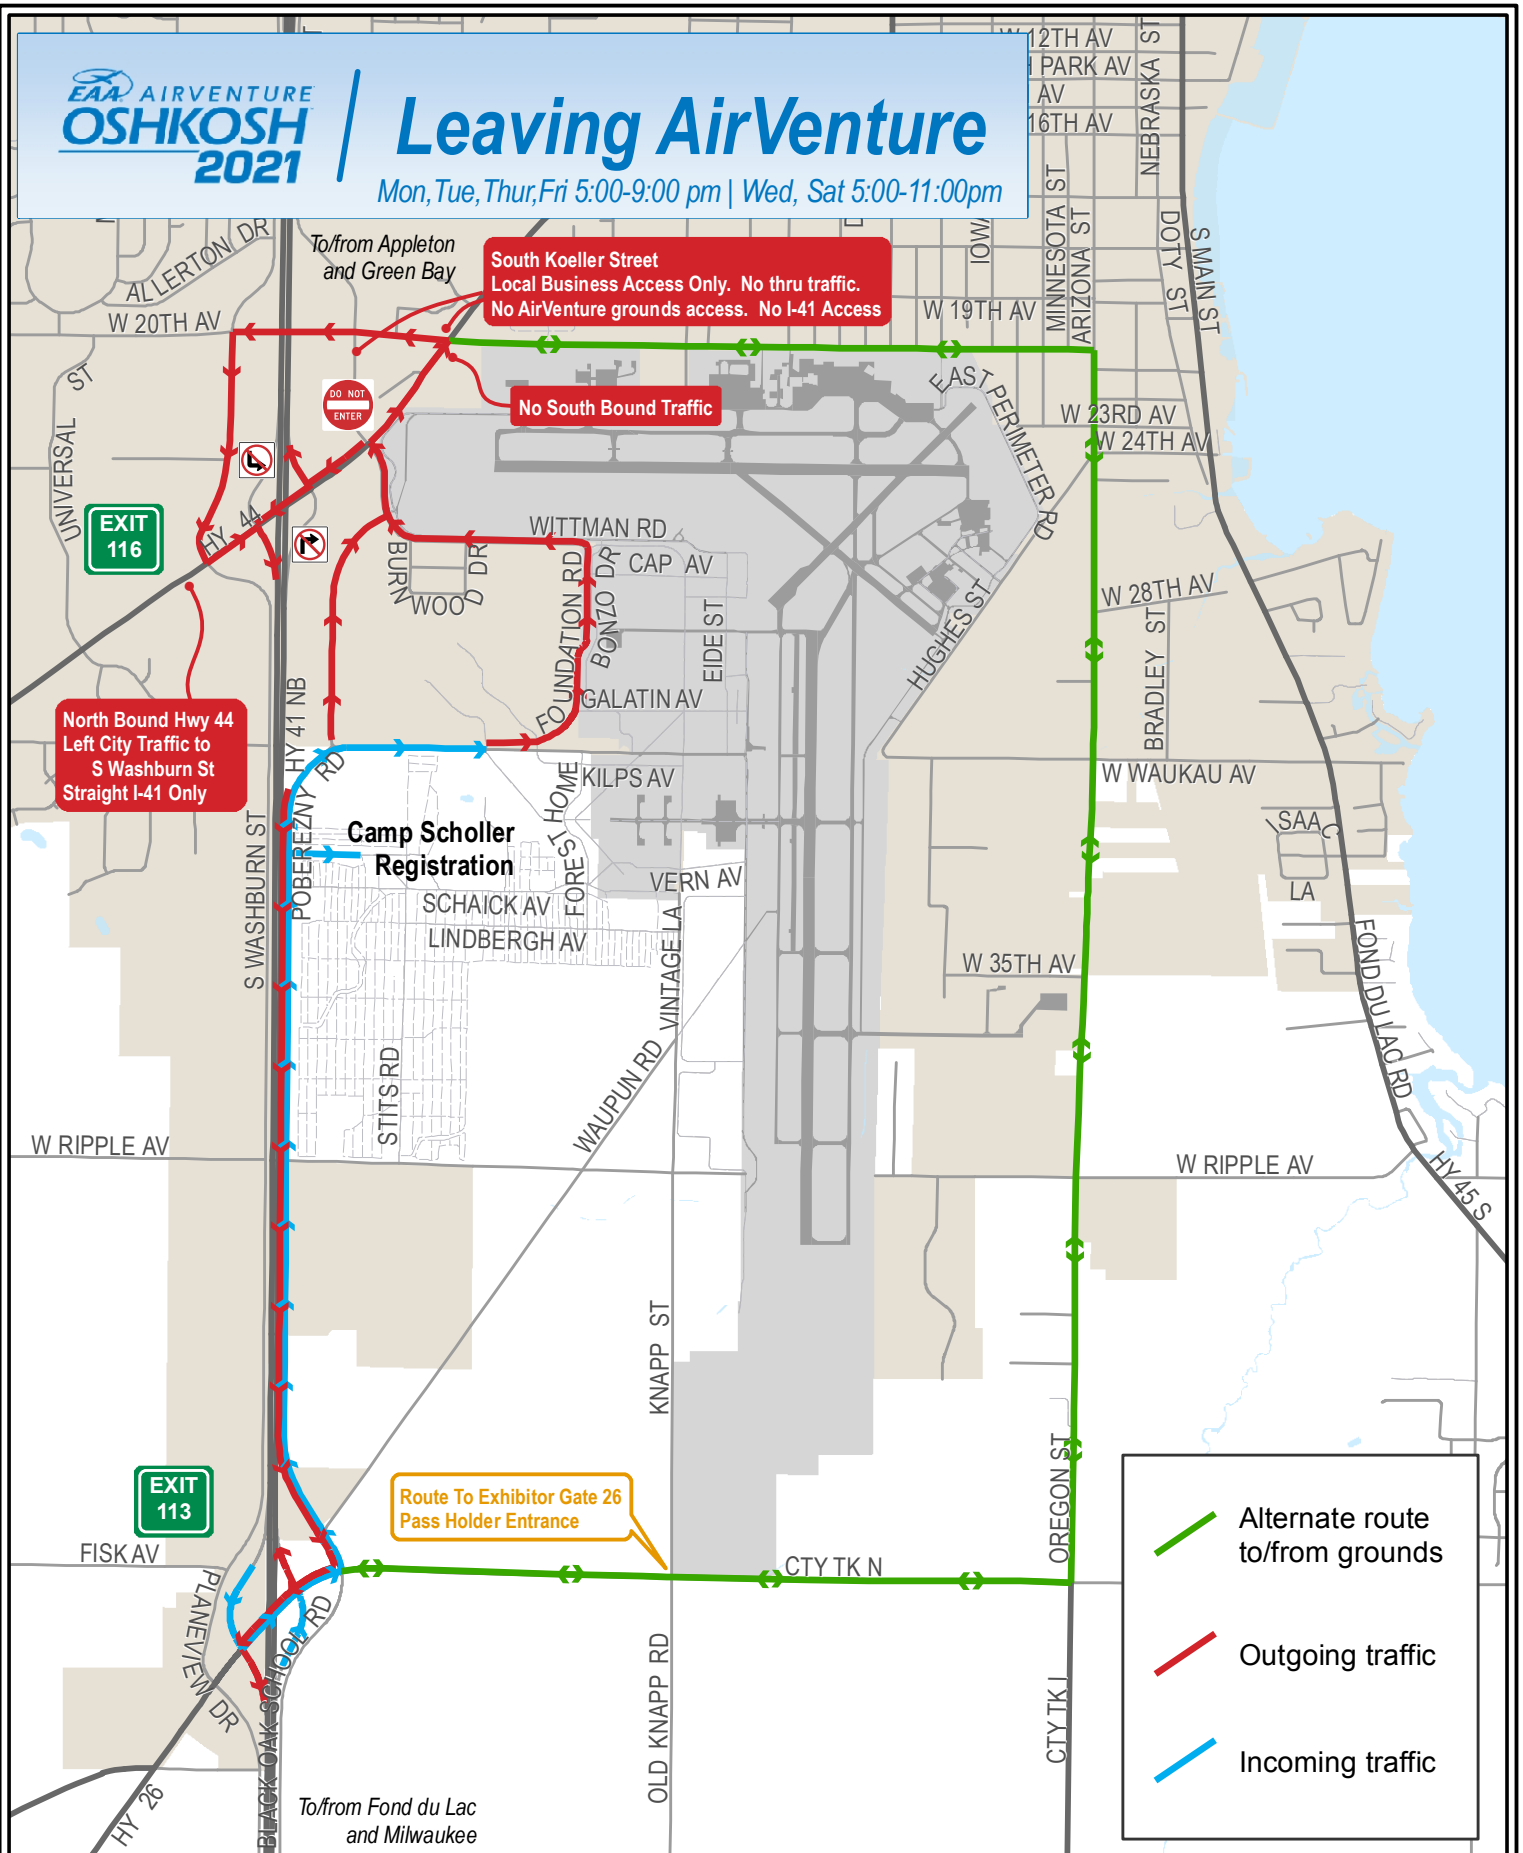 EAA AIRVENTURE
OSHKOSH
2021
Leaving AirVenture
Mon,Tue,Thur,Fri 5:00-9:00 pm | Wed, Sat 5:00-11:00pm
W 12TH AV
PARK AV
AV
16TH AV
NEBRASKA ST
MINNESOTA ST
ARIZONA ST
IOWA
DOTY ST
S MAIN ST
ALLERTON DR
To/from Appleton
and Green Bay
South Koeller Street
Local Business Access Only. No thru traffic.
No AirVenture grounds access. No I-41 Access
W 20TH AV
W 19TH AV
ST
UNIVERSAL
DO NOT
ENTER
No South Bound Traffic
EAST PERIMETER RD
W 23RD AV
W 24TH AV
EXIT
116
HY 44
WITTMAN RD
BURN
WOO
D DR
CAP AV
FOUNDATION RD
BONZO DR
EIDE ST
HUGHES ST
W 28TH AV
BRADLEY ST
GALATIN AV
North Bound Hwy 44
Left City Traffic to
S Washburn St
Straight I-41 Only
HY 41 NB
POBEREZNY RD
S WASHBURN ST
KILPS AV
FOREST HOME
W WAUKAU AV
Camp Scholler
Registration
ISAAC
LA
VERN AV
SCHAICK AV
LINDBERGH AV
VINTAGE LA
W 35TH AV
FOND DU LAC RD
STITS RD
WAUPUN RD
W RIPPLE AV
W RIPPLE AV
HY 45 S
KNAPP ST
OREGON ST
EXIT
113
Route To Exhibitor Gate 26
Pass Holder Entrance
FISK AV
CTY TK N
PLANEVIEW DR
BLACK OAK SCHOOL RD
OLD KNAPP RD
CTY TK I
HY 26
To/from Fond du Lac
and Milwaukee
Alternate route
to/from grounds
Outgoing traffic
Incoming traffic